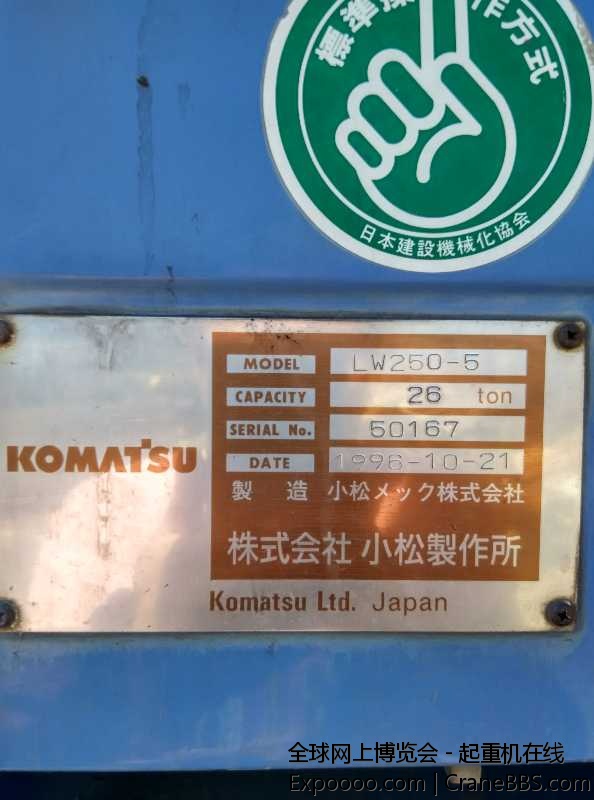 標準操作方式
日本建設機械化協会
MODEL LW250-5
CAPACITY 26 ton
SERIAL No. 50167
KOMATSU
DATE 1996-10-21
製造 小松メック株式会社
株式会社 小松製作所
Komatsu Ltd. Japan
全球网上博览会 - 起重机在线
Expoooo.com | CraneBBS.com